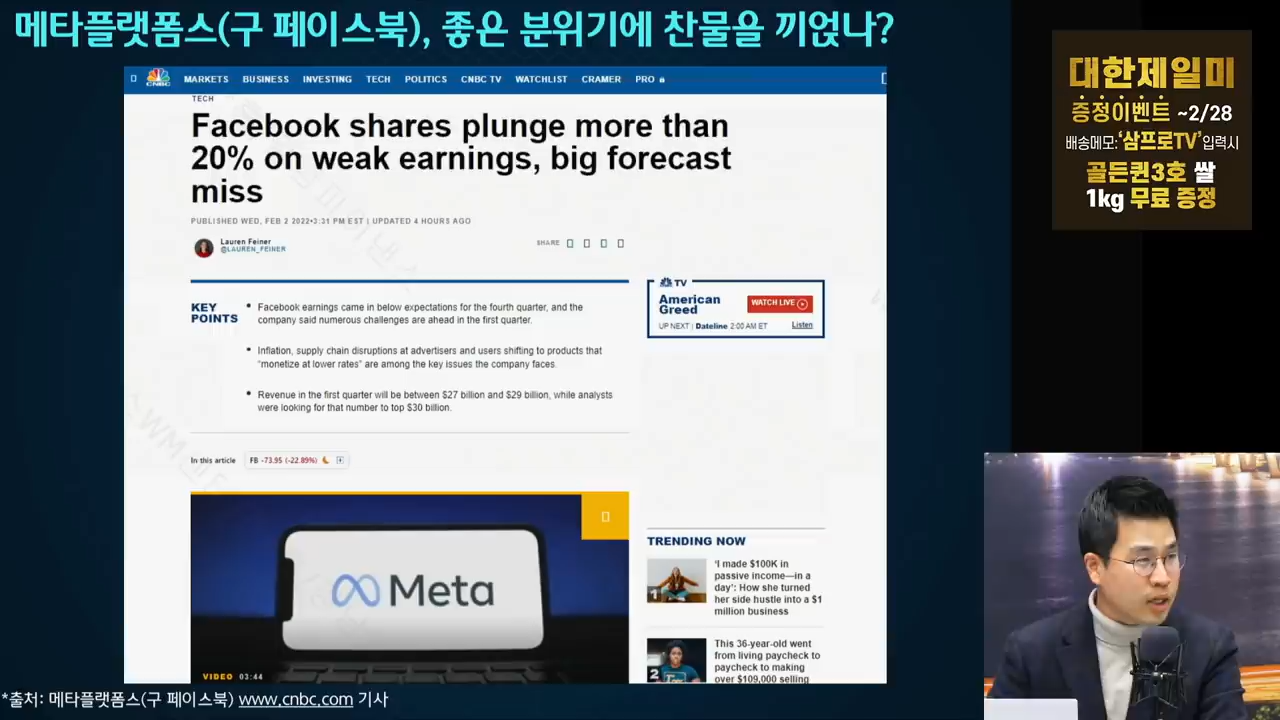 메타플랫폼스(구 페이스북), 좋은 분위기에 찬물을 끼얹나?
대한제일미
증정이벤트 ~2/28
배송메모:'삼프로TV'입력시
골든퀸3호 쌀
1kg 무료 증정
CNBC
MARKETS BUSINESS INVESTING TECH POLITICS CNBC TV WATCHLIST CRAMER PRO
TECH
Facebook shares plunge more than
20% on weak earnings, big forecast
miss
PUBLISHED WED, FEB 2 2022•3:31 PM EST | UPDATED 4 HOURS AGO
Lauren Feiner
@LAUREN_FEINER
SHARE
KEY
POINTS
• Facebook earnings came in below expectations for the fourth quarter, and the
company said numerous challenges are ahead in the first quarter.
• Inflation, supply chain disruptions at advertisers and users shifting to products that
“monetize at lower rates” are among the key issues the company faces.
• Revenue in the first quarter will be between $27 billion and $29 billion, while analysts
were looking for that number to top $30 billion.
In this article FB -73.95 (-22.89%)
Meta
VIDEO 03:44
TV
American
Greed
WATCH LIVE
UP NEXT | Dateline 2:00 AM ET
Listen
TRENDING NOW
1
‘I made $100K in
passive income—in a
day’: How she turned
her side hustle into a $1
million business
2
This 36-year-old went
from living paycheck to
paycheck to making
over $109,000 selling
*출처: 메타플랫폼스(구 페이스북) www.cnbc.com 기사